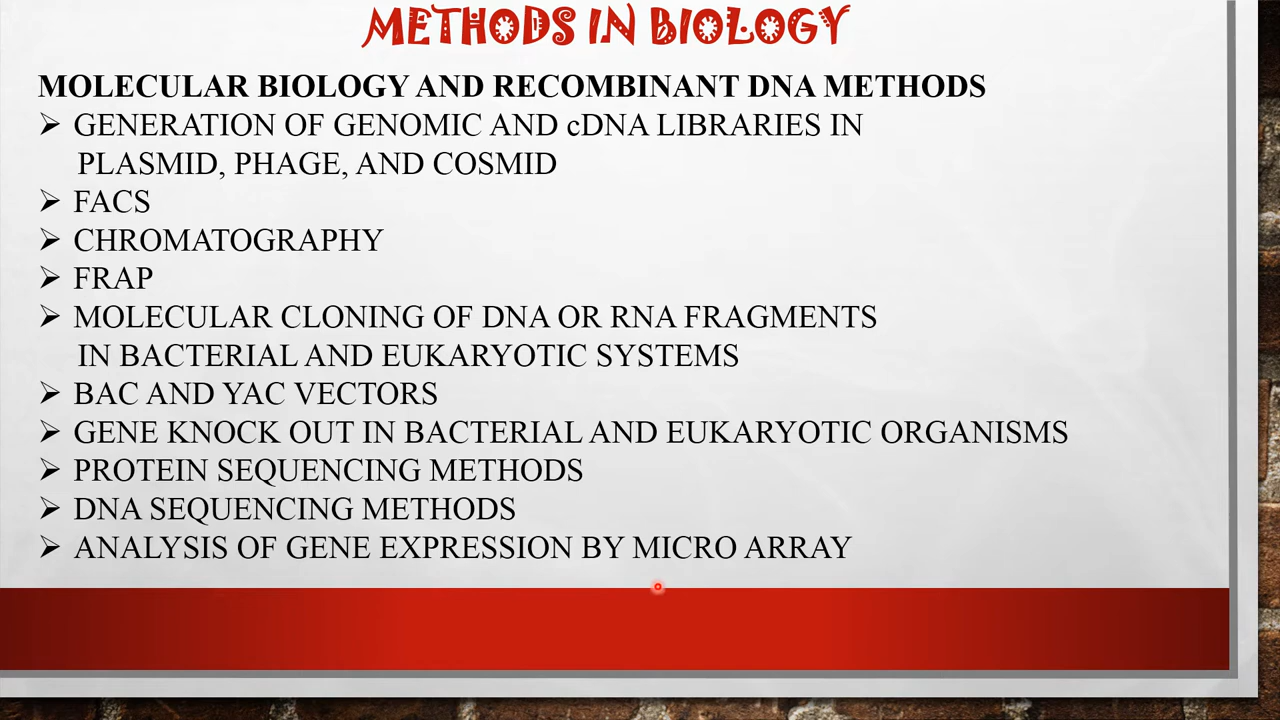 METHODS IN BIOLOGY
MOLECULAR BIOLOGY AND RECOMBINANT DNA METHODS
➢ GENERATION OF GENOMIC AND cDNA LIBRARIES IN
PLASMID, PHAGE, AND COSMID
➢ FACS
➢ CHROMATOGRAPHY
➢ FRAP
➢ MOLECULAR CLONING OF DNA OR RNA FRAGMENTS
IN BACTERIAL AND EUKARYOTIC SYSTEMS
➢ BAC AND YAC VECTORS
➢ GENE KNOCK OUT IN BACTERIAL AND EUKARYOTIC ORGANISMS
➢ PROTEIN SEQUENCING METHODS
➢ DNA SEQUENCING METHODS
➢ ANALYSIS OF GENE EXPRESSION BY MICRO ARRAY